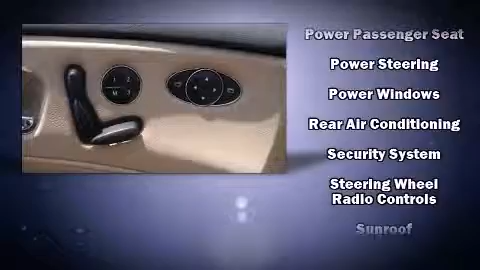 Power Passenger Seat
Power Steering
Power Windows
Rear Air Conditioning
Security System
Steering Wheel
Radio Controls
Sunroof